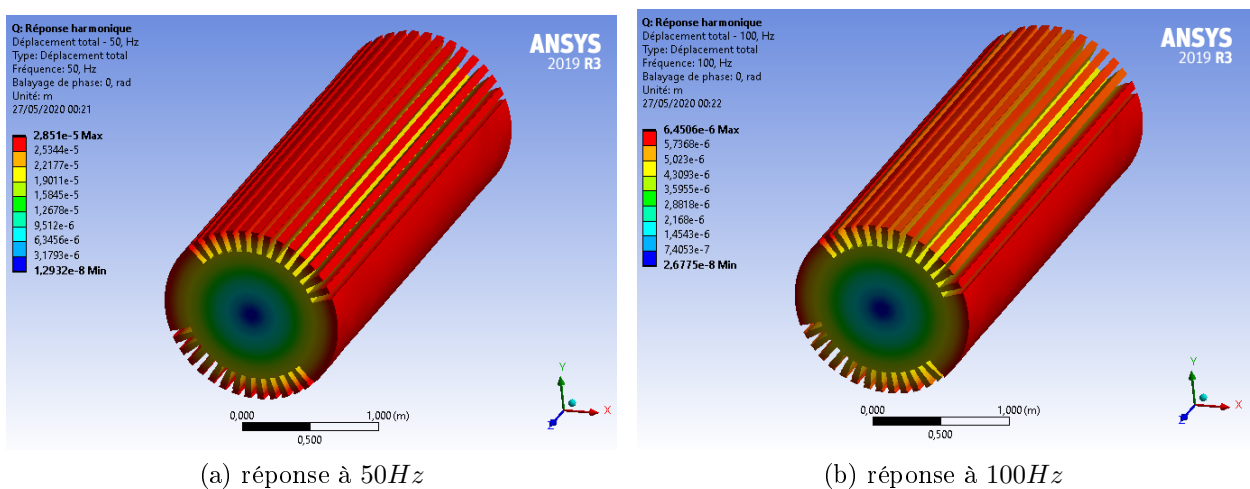 Q: Réponse harmonique
Déplacement total - 50, Hz
Type: Déplacement total
Fréquence: 50, Hz
Balayage de phase: 0, rad
Unité: m
27/05/2020 00:21
2,851e-5 Max
2,5344e-5
2,2177e-5
1,9011e-5
1,5845e-5
1,2678e-5
9,512e-6
6,3456e-6
3,1793e-6
1,2932e-8 Min
ANSYS
2019 R3
Y
X
Z
0,000
1,000 (m)
0,500
(a) réponse à 50Hz
Q: Réponse harmonique
Déplacement total - 100, Hz
Type: Déplacement total
Fréquence: 100, Hz
Balayage de phase: 0, rad
Unité: m
27/05/2020 00:22
6,4506e-6 Max
5,7368e-6
5,023e-6
4,3093e-6
3,5955e-6
2,8818e-6
2,168e-6
1,4543e-6
7,4053e-7
2,6775e-8 Min
ANSYS
2019 R3
Y
X
Z
0,000
1,000 (m)
0,500
(b) réponse à 100Hz